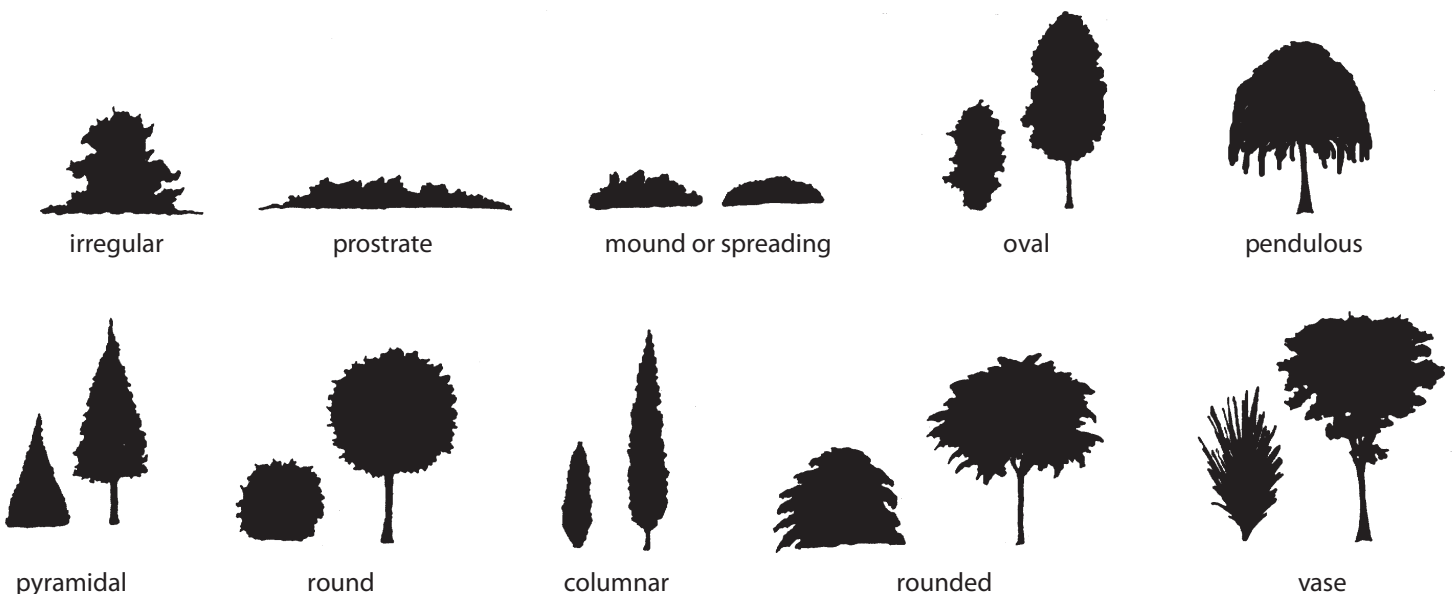 irregular
prostrate
mound or spreading
oval
pendulous
pyramidal
round
columnar
rounded
vase